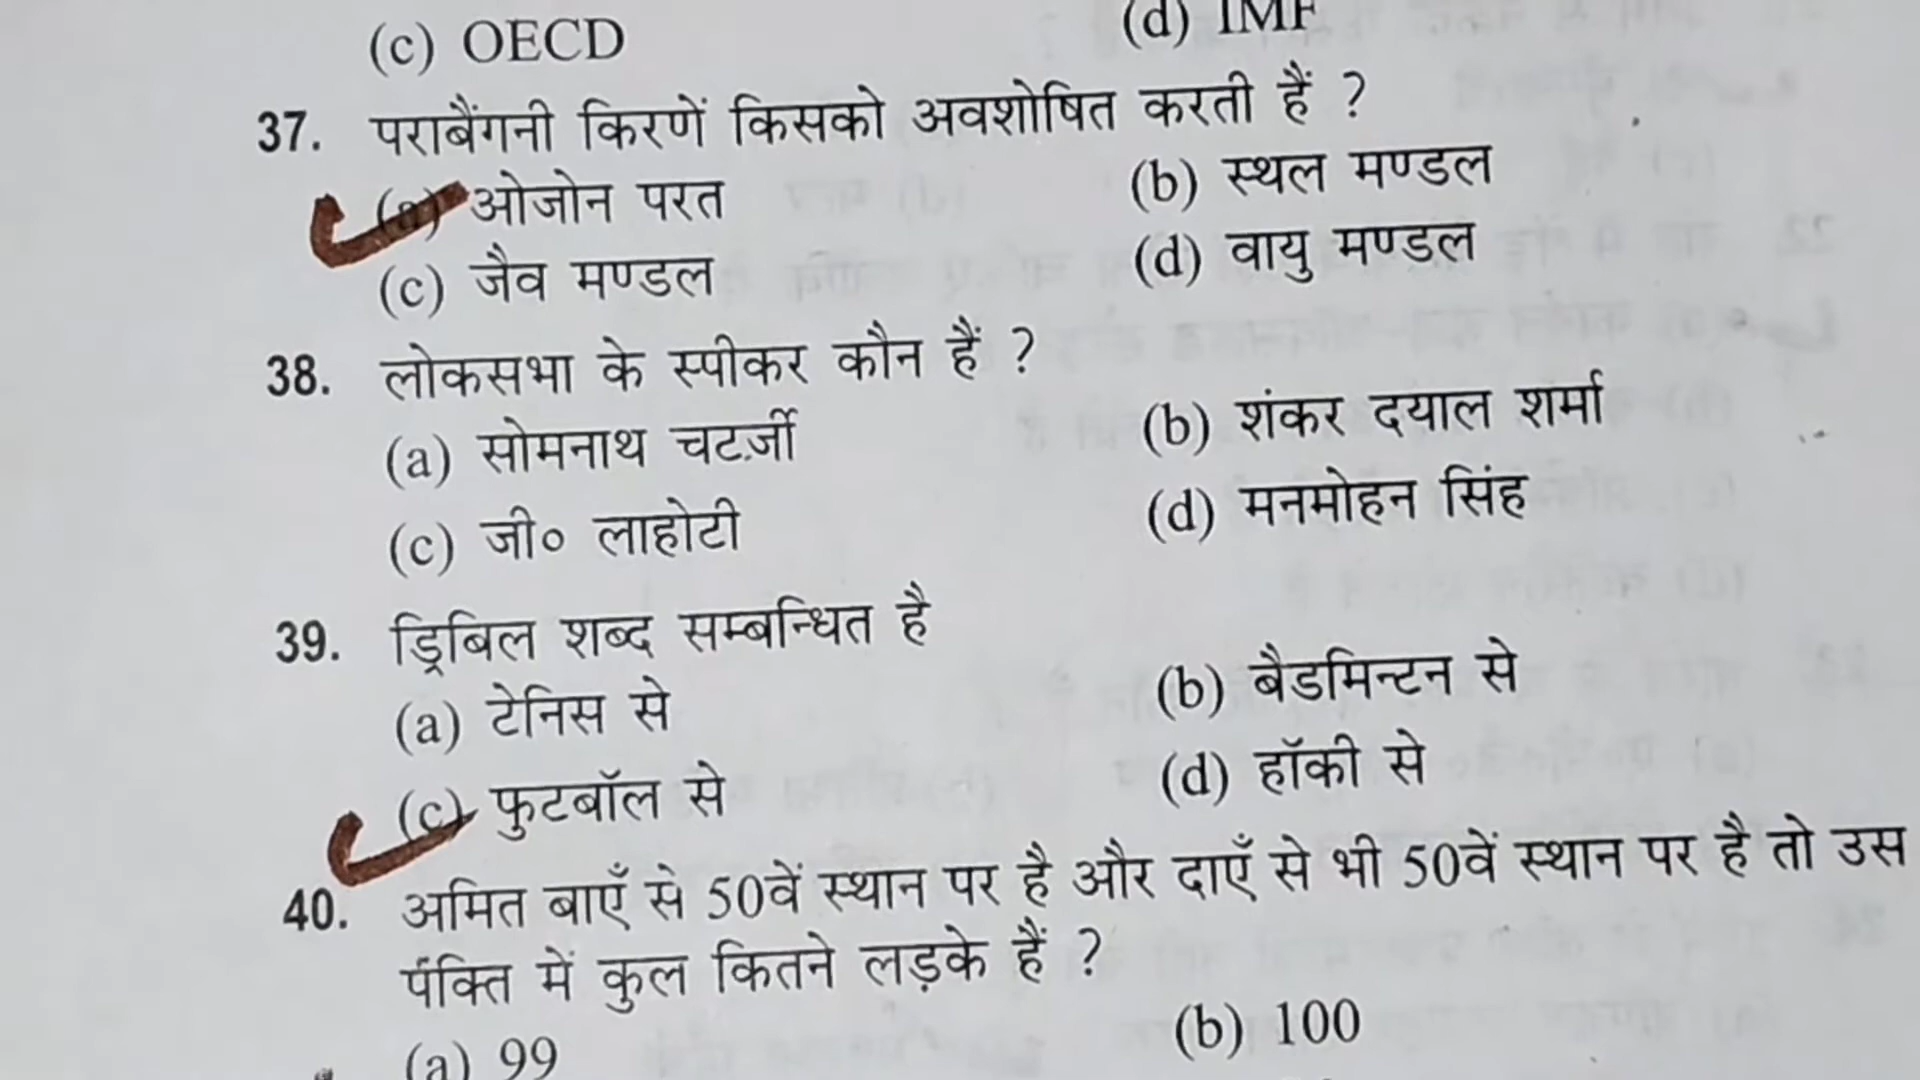 (c) OECD
(d) IMF
37. पराबैंगनी किरणें किसको अवशोषित करती हैं ?
(a) ओजोन परत
(b) स्थल मण्डल
(c) जैव मण्डल
(d) वायु मण्डल
38. लोकसभा के स्पीकर कौन हैं ?
(a) सोमनाथ चटर्जी
(b) शंकर दयाल शर्मा
(c) जी० लाहोटी
(d) मनमोहन सिंह
39. ड्रिबिल शब्द सम्बन्धित है
(a) टेनिस से
(b) बैडमिन्टन से
(c) फुटबॉल से
(d) हॉकी से
40. अमित बाएँ से 50वें स्थान पर है और दाएँ से भी 50वें स्थान पर है तो उस
पंक्ति में कुल कितने लड़के हैं ?
(a) 99
(b) 100